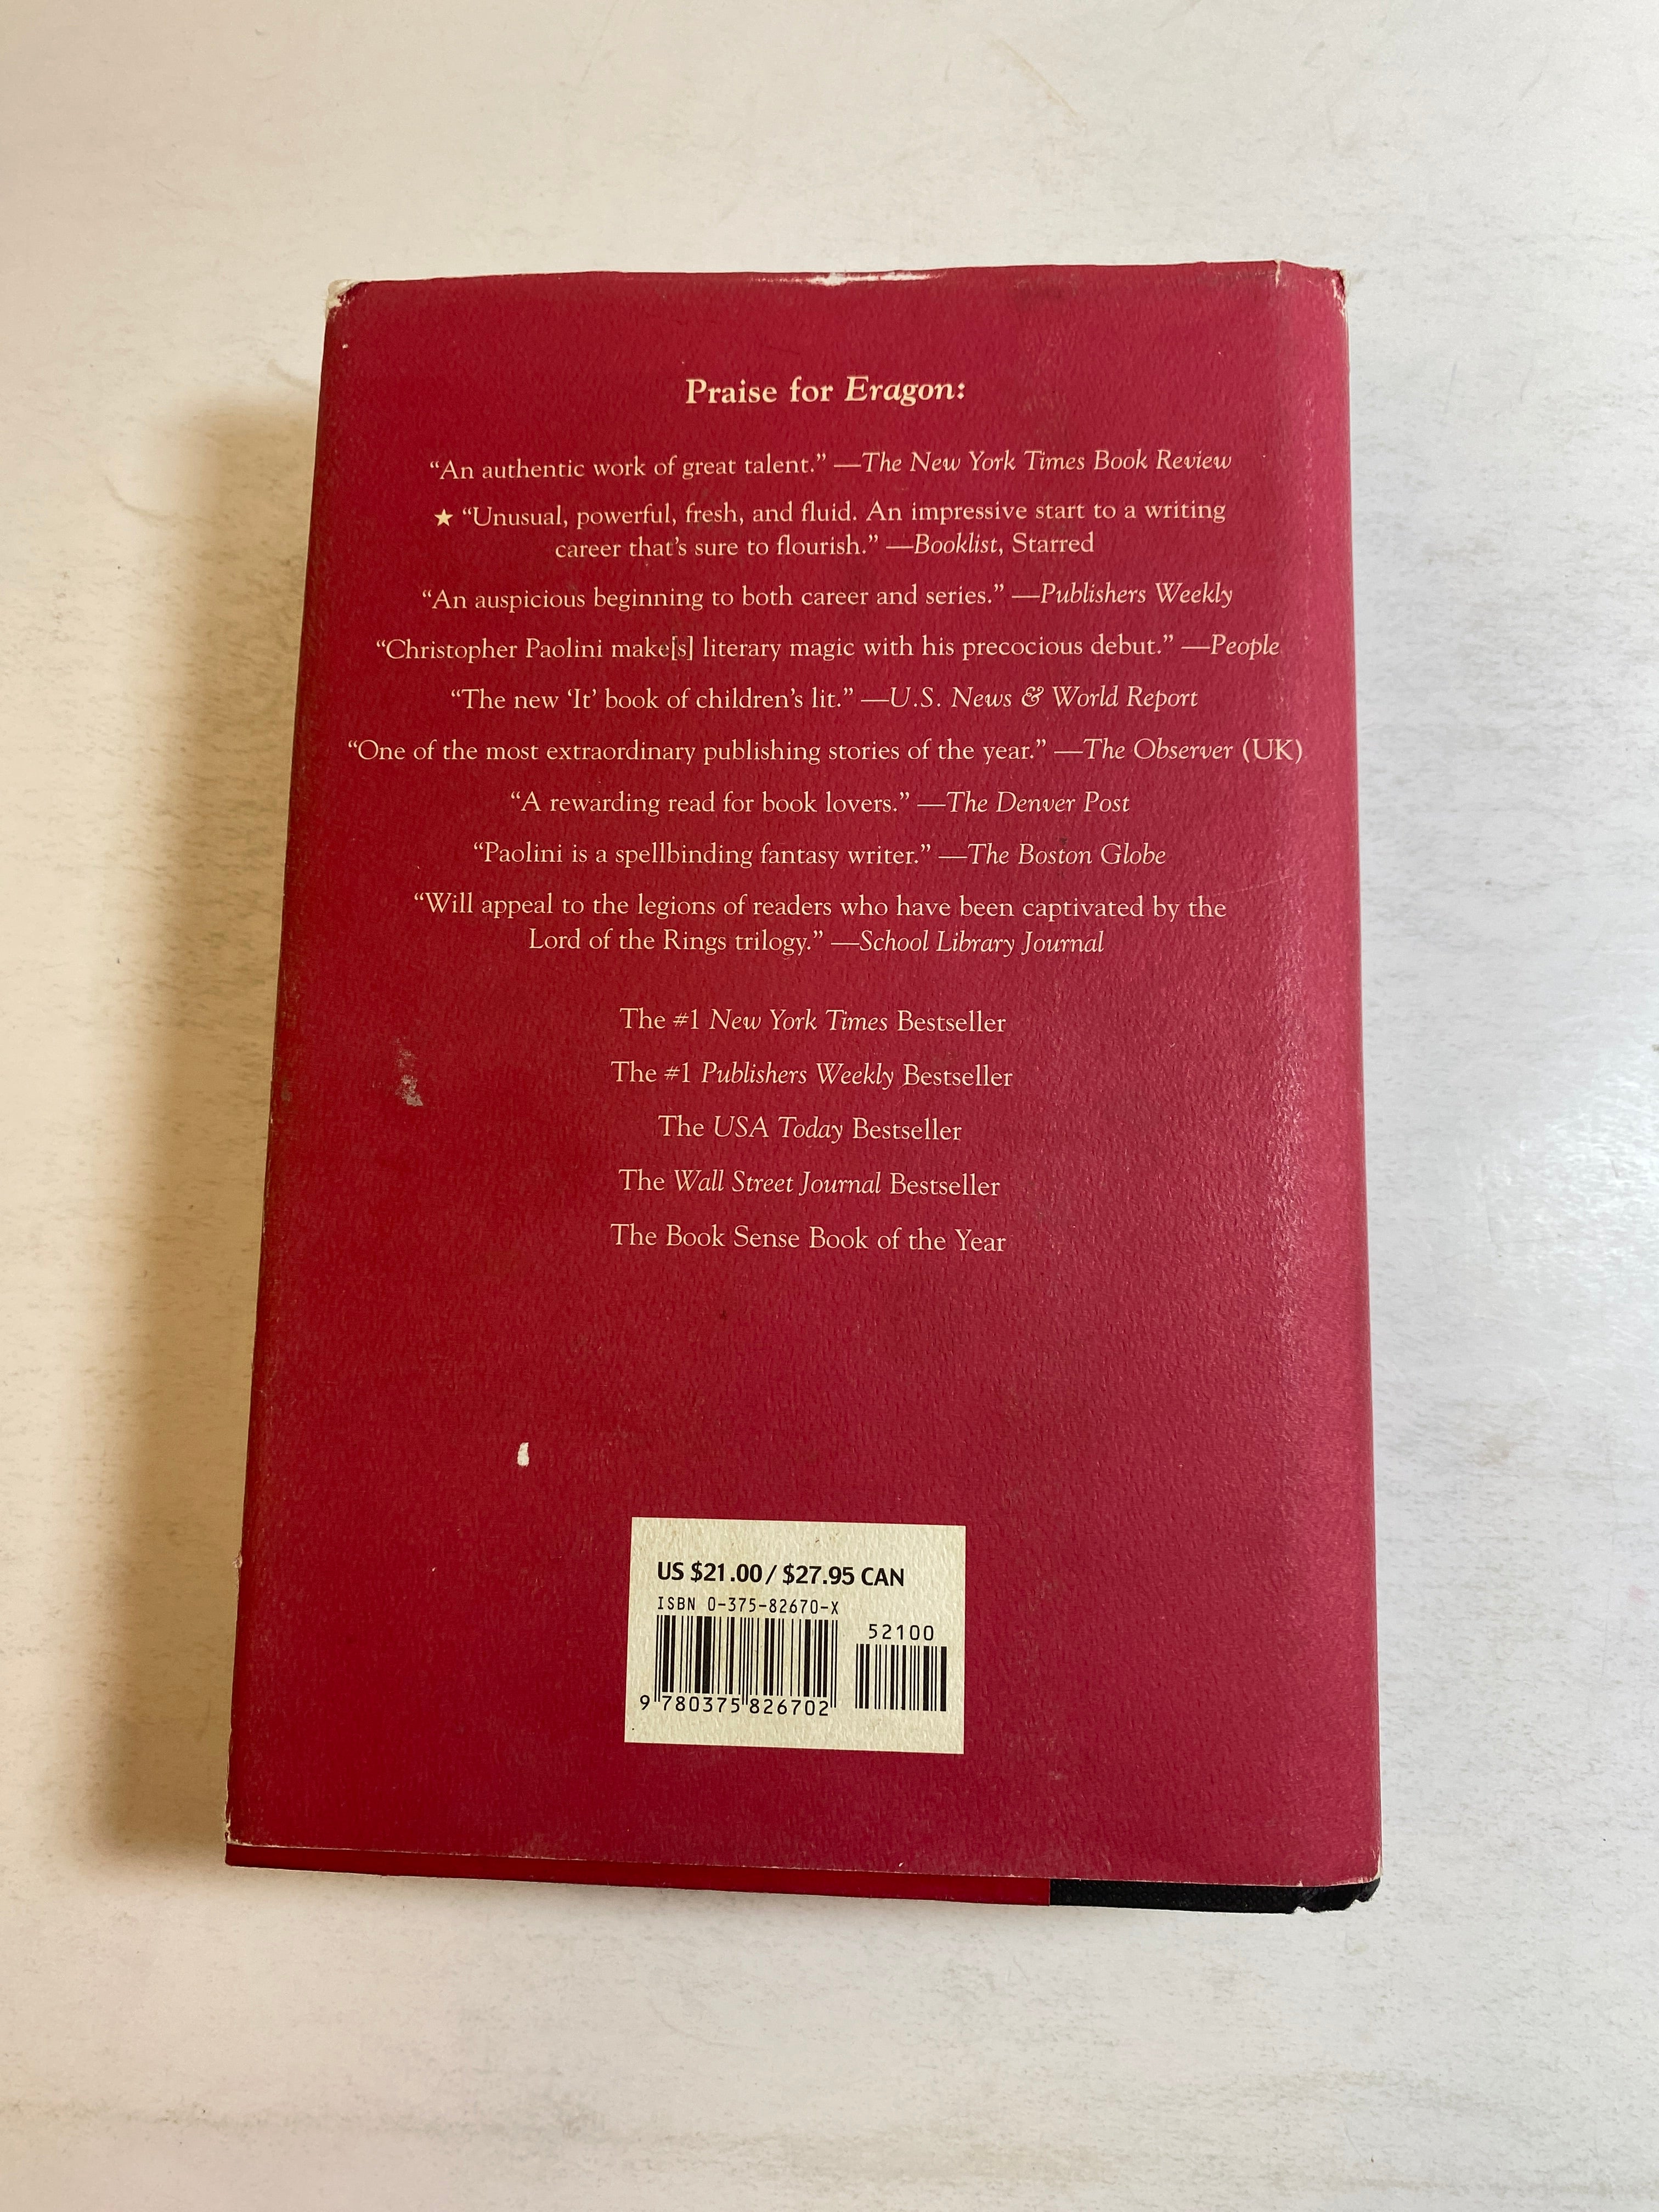 Praise for Eragon:
“An authentic work of great talent.” —The New York Times Book Review
★ “Unusual, powerful, fresh, and fluid. An impressive start to a writing
career that’s sure to flourish.” —Booklist, Starred
“An auspicious beginning to both career and series.” —Publishers Weekly
“Christopher Paolini make[s] literary magic with his precocious debut.” —People
“The new ‘It’ book of children’s lit.” —U.S. News & World Report
“One of the most extraordinary publishing stories of the year.” —The Observer (UK)
“A rewarding read for book lovers.” —The Denver Post
“Paolini is a spellbinding fantasy writer.” —The Boston Globe
“Will appeal to the legions of readers who have been captivated by the
Lord of the Rings trilogy.” —School Library Journal
The #1 New York Times Bestseller
The #1 Publishers Weekly Bestseller
The USA Today Bestseller
The Wall Street Journal Bestseller
The Book Sense Book of the Year
US $21.00 / $27.95 CAN
ISBN 0-375-82670-X
52100
9 780375 826702